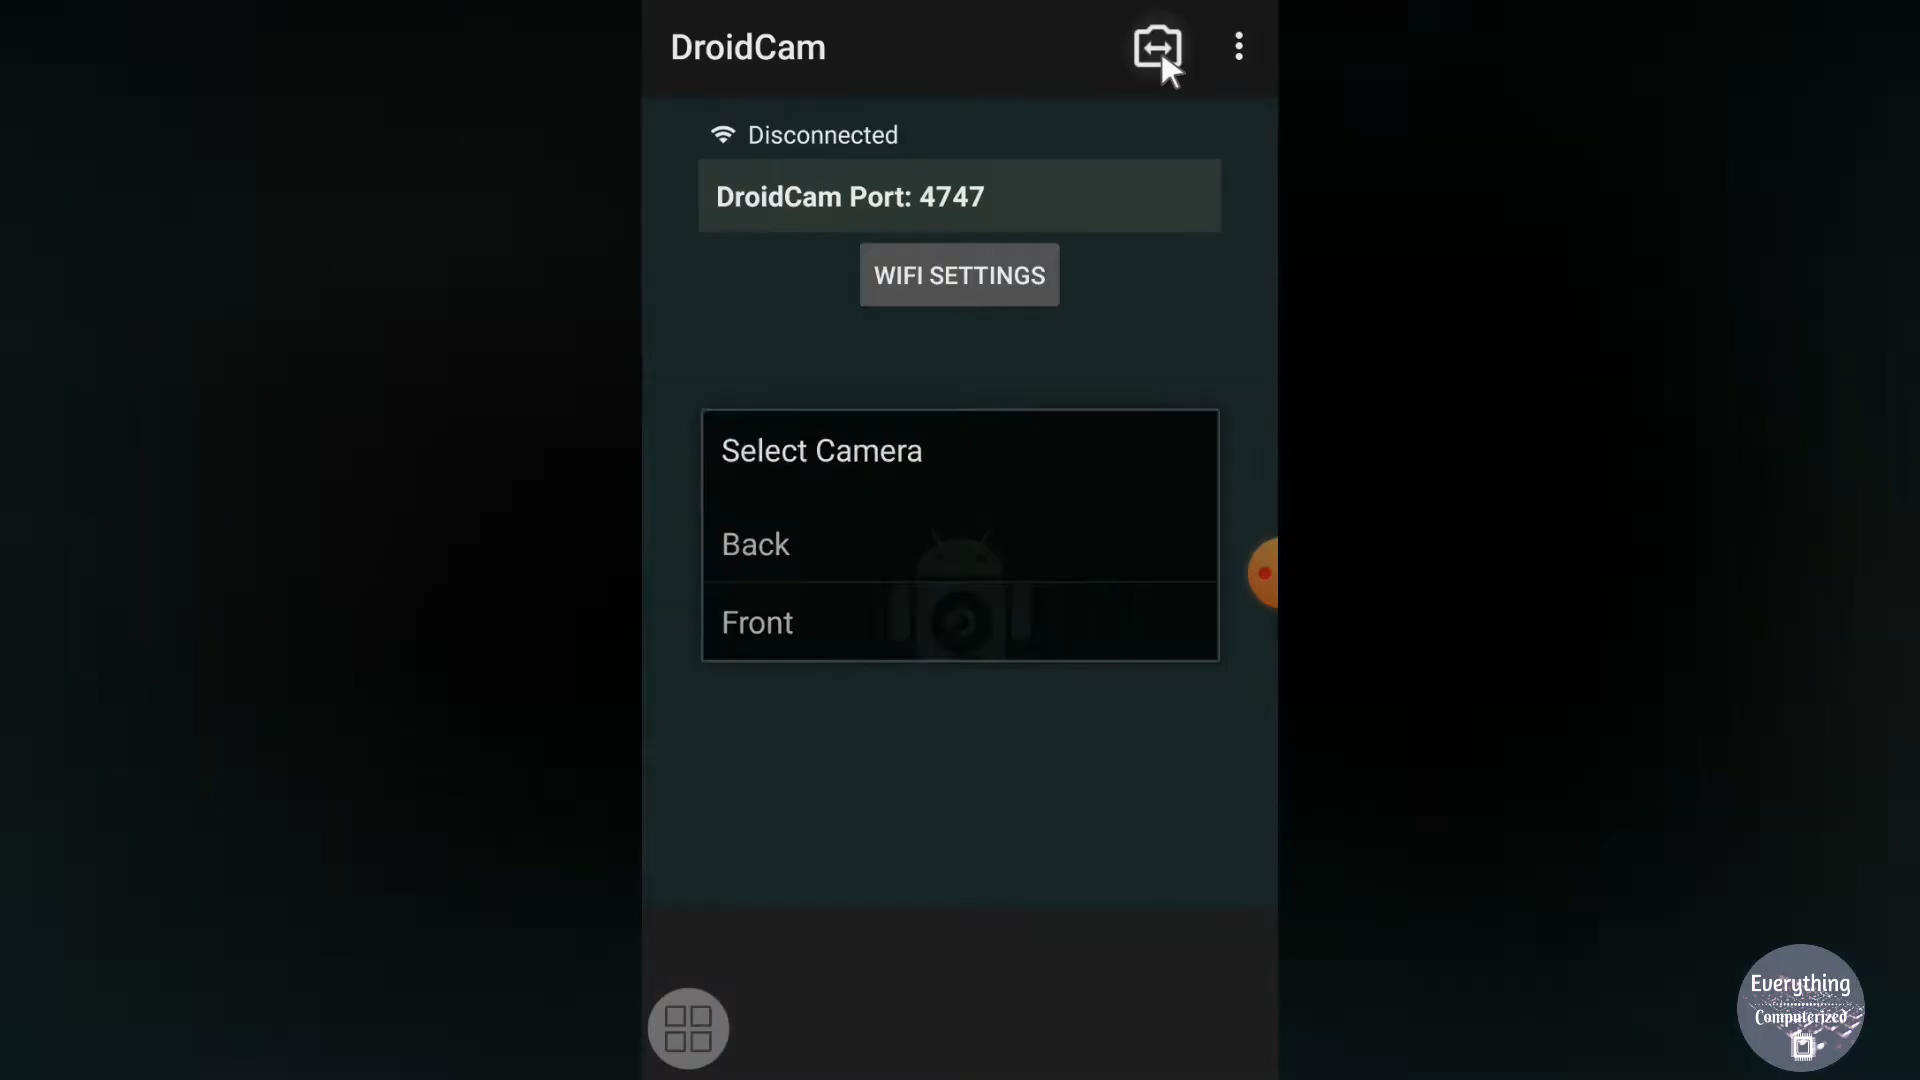 DroidCam
Disconnected
DroidCam Port: 4747
WIFI SETTINGS
Select Camera
Back
Front
Everything
Computerized